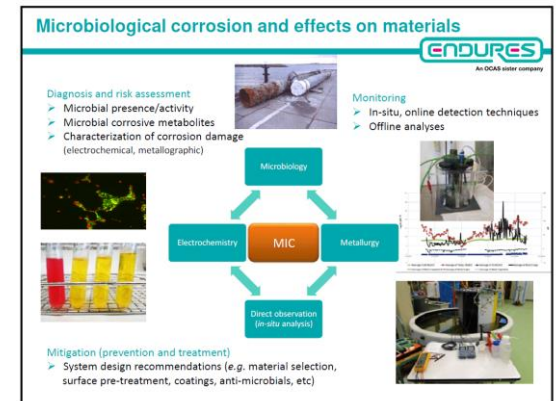 Microbiological corrosion and effects on materials
ENDURES
An OCAS sister company
Diagnosis and risk assessment
➢ Microbial presence/activity
➢ Microbial corrosive metabolites
➢ Characterization of corrosion damage
(electrochemical, metallographic)
Monitoring
➢ In-situ, online detection techniques
➢ Offline analyses
Microbiology
Electrochemistry
MIC
Metallurgy
Direct observation
(in-situ analysis)
Mitigation (prevention and treatment)
➢ System design recommendations (e.g. material selection,
surface pre-treatment, coatings, anti-microbials, etc)